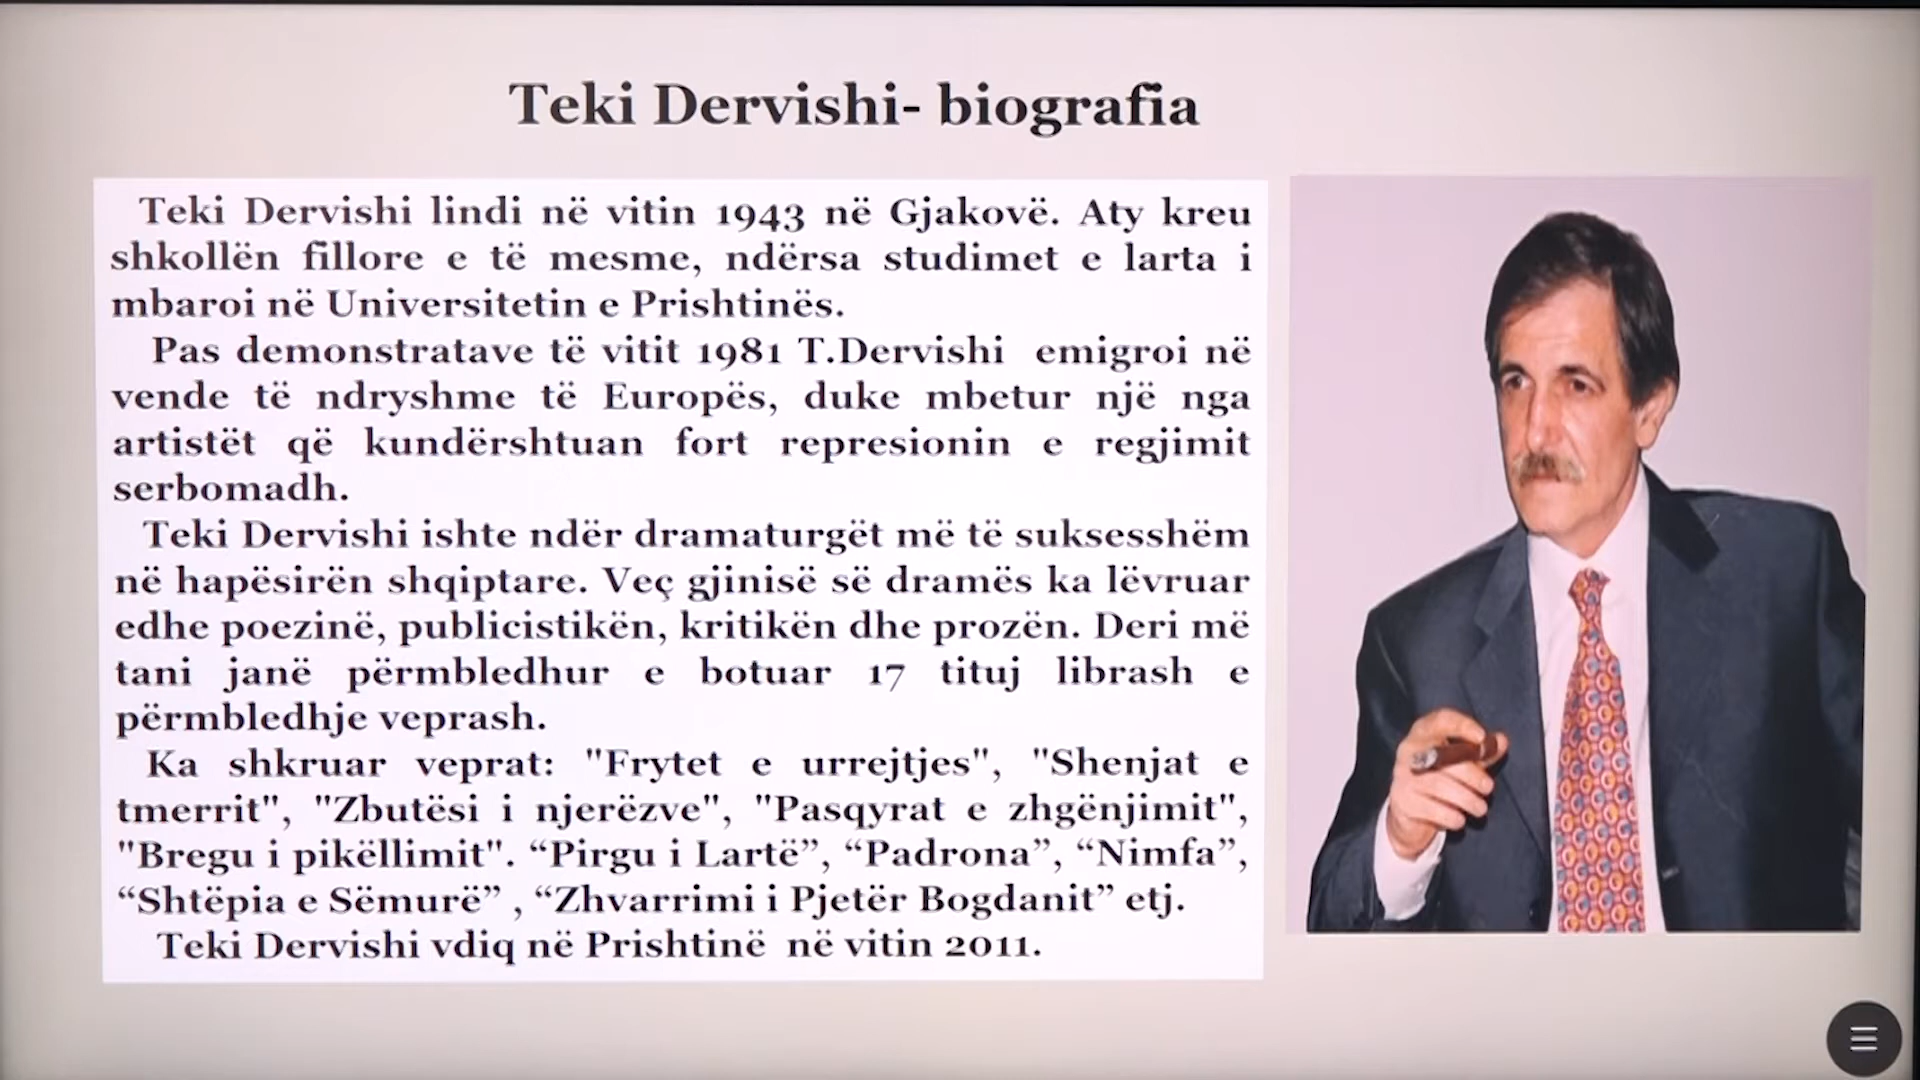 Teki Dervishi- biografia
Teki Dervishi lindi në vitin 1943 në Gjakovë. Aty kreu
shkollën fillore e të mesme, ndërsa studimet e larta i
mbaroi në Universitetin e Prishtinës.
Pas demonstratave të vitit 1981 T.Dervishi emigroi në
vende të ndryshme të Europës, duke mbetur një nga
artistët që kundërshtuan fort represionin e regjimit
serbomadh.
Teki Dervishi ishte ndër dramaturgët më të suksesshëm
në hapësirën shqiptare. Veç gjinisë së dramës ka lëvruar
edhe poezinë, publicistikën, kritikën dhe prozën. Deri më
tani janë përmbledhur e botuar 17 tituj librash e
përmbledhje veprash.
Ka shkruar veprat: "Frytet e urrejtjes", "Shenjat e
tmerrit", "Zbutësi i njerëzve", "Pasqyrat e zhgënjimit",
"Bregu i pikëllimit". “Pirgu i Lartë”, “Padrona”, “Nimfa”,
“Shtëpia e Sëmurë” , “Zhvarrimi i Pjetër Bogdanit” etj.
Teki Dervishi vdiq në Prishtinë në vitin 2011.